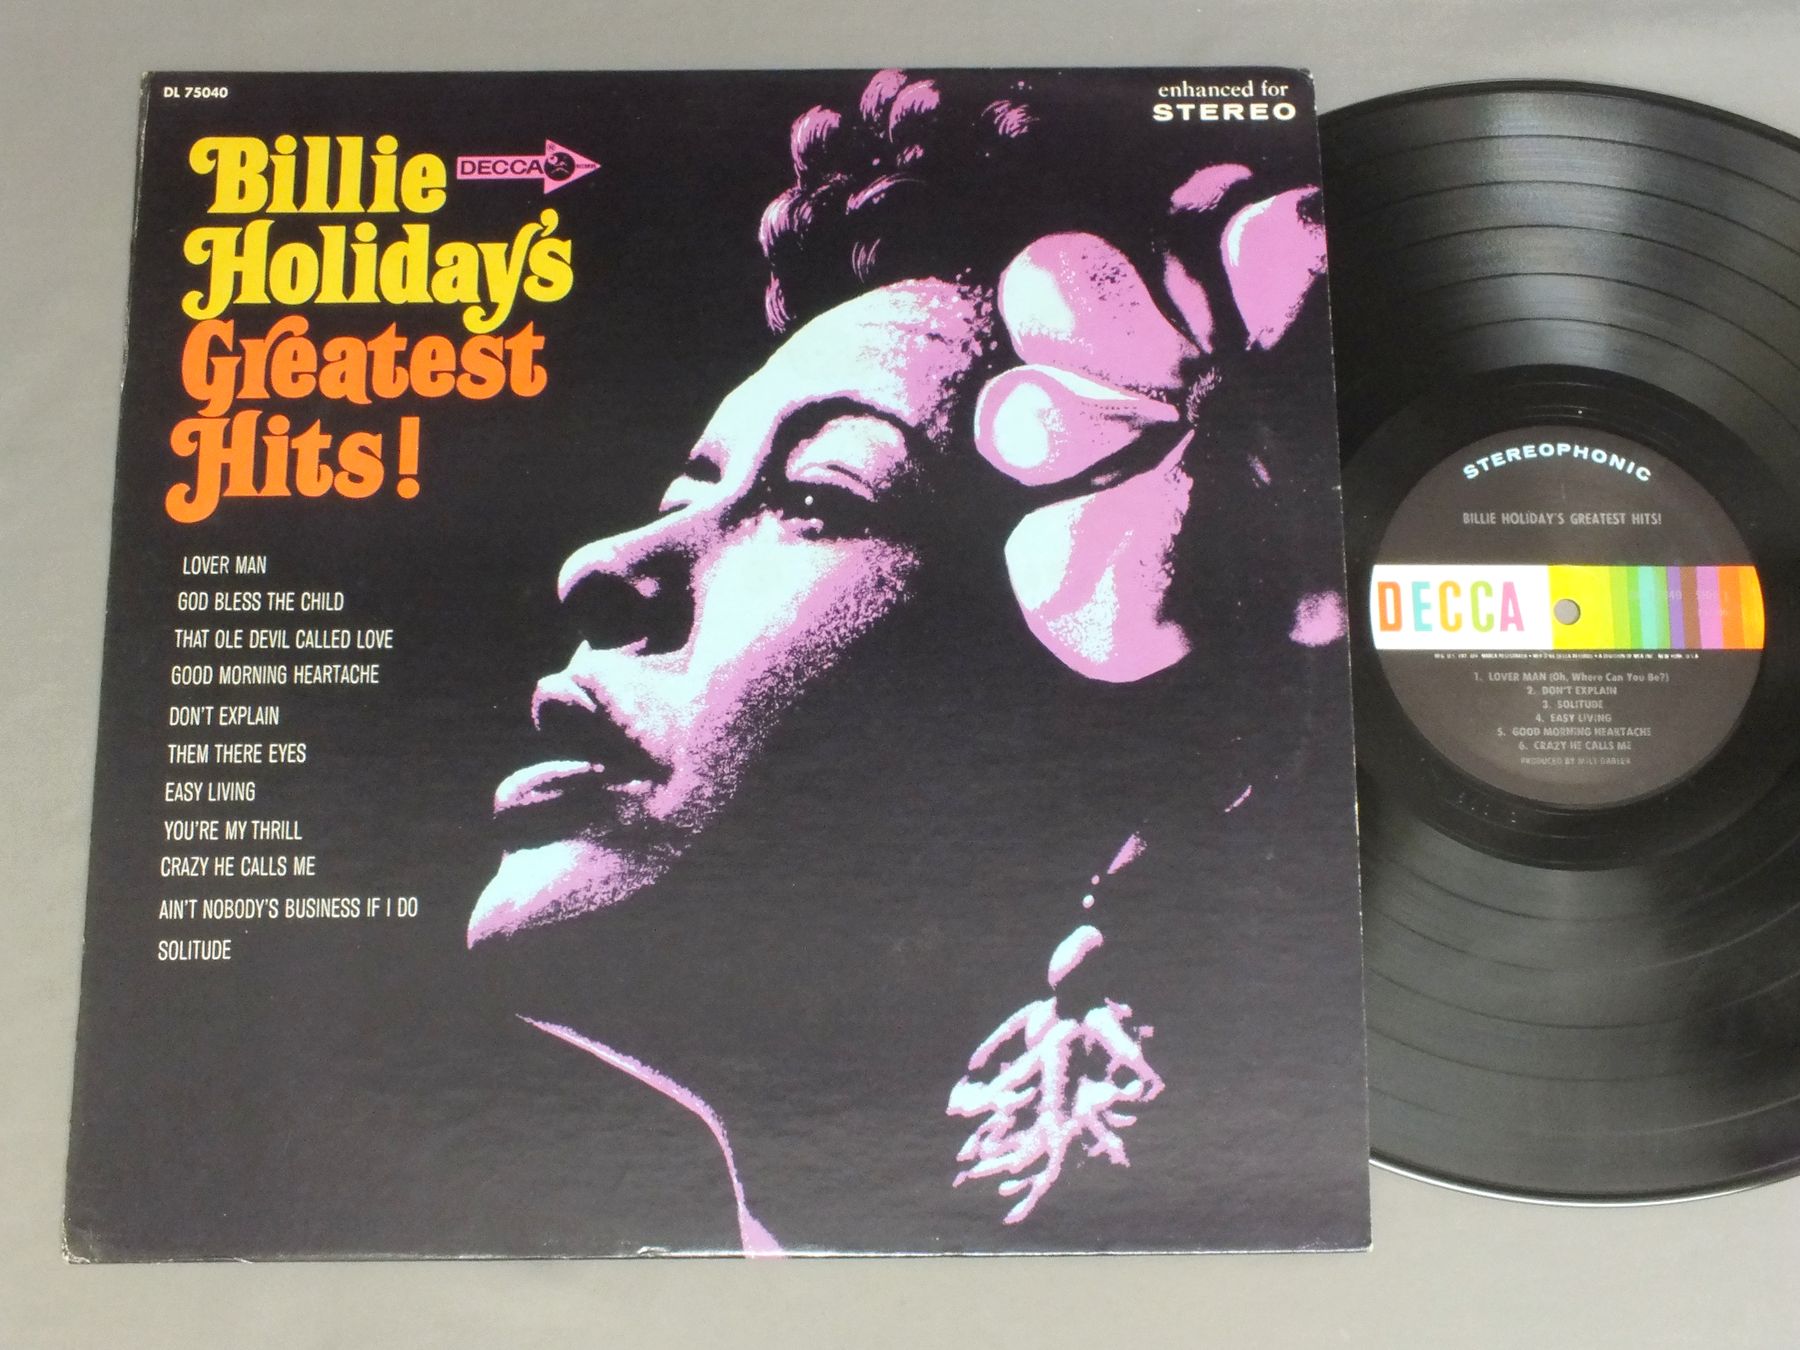 DL 75040
enhanced for
STEREO
Billie
DECCA
Holiday's
Greatest
Hits!
LOVER MAN
GOD BLESS THE CHILD
THAT OLE DEVIL CALLED LOVE
GOOD MORNING HEARTACHE
DON'T EXPLAIN
THEM THERE EYES
EASY LIVING
YOU'RE MY THRILL
CRAZY HE CALLS ME
AIN'T NOBODY'S BUSINESS IF I DO
SOLITUDE
STEREOPHONIC
BILLIE HOLIDAY'S GREATEST HITS!
DECCA
1. LOVER MAN (Oh, Where Can You Be?)
2. DON'T EXPLAIN
3. SOLITUDE
4. EASY LIVING
5. GOOD MORNING HEARTACHE
6. CRAZY HE CALLS ME
PRODUCED BY MILT GABLER